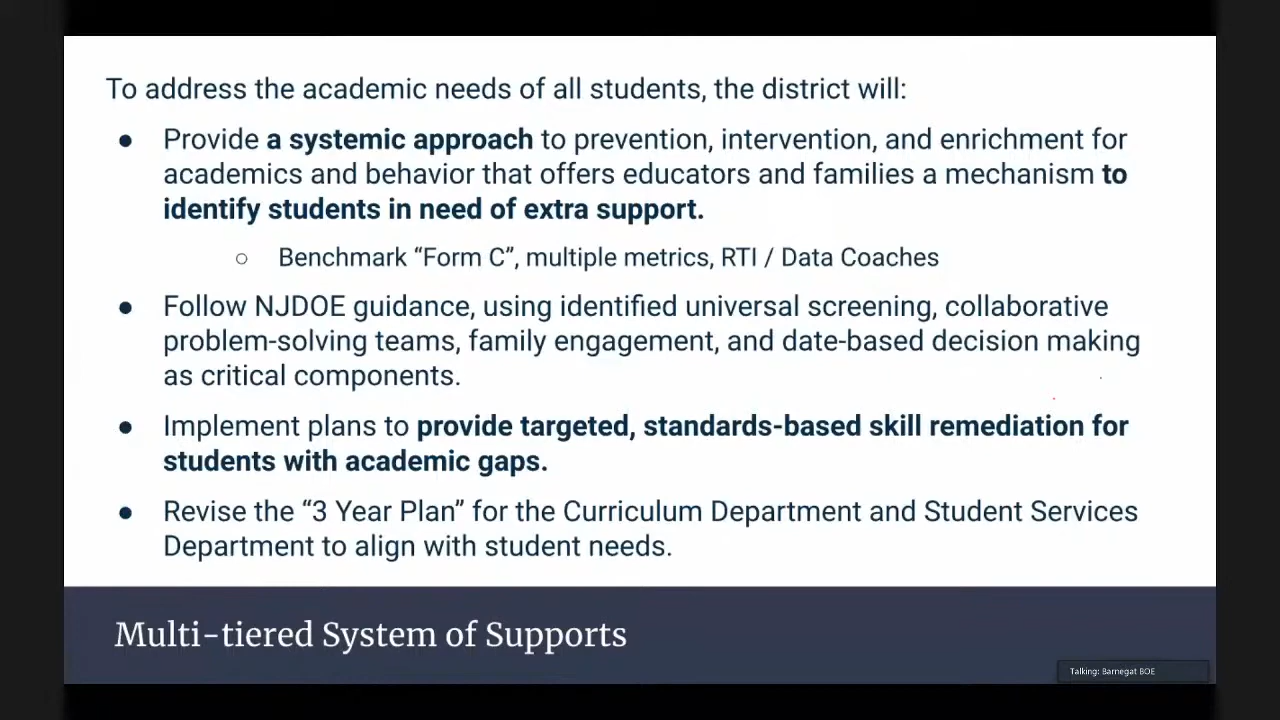 To address the academic needs of all students, the district will:
● Provide a systemic approach to prevention, intervention, and enrichment for
academics and behavior that offers educators and families a mechanism to
identify students in need of extra support.
○ Benchmark “Form C”, multiple metrics, RTI / Data Coaches
● Follow NJDOE guidance, using identified universal screening, collaborative
problem-solving teams, family engagement, and date-based decision making
as critical components.
● Implement plans to provide targeted, standards-based skill remediation for
students with academic gaps.
● Revise the “3 Year Plan” for the Curriculum Department and Student Services
Department to align with student needs.
Multi-tiered System of Supports
Talking: Barnegat BOE